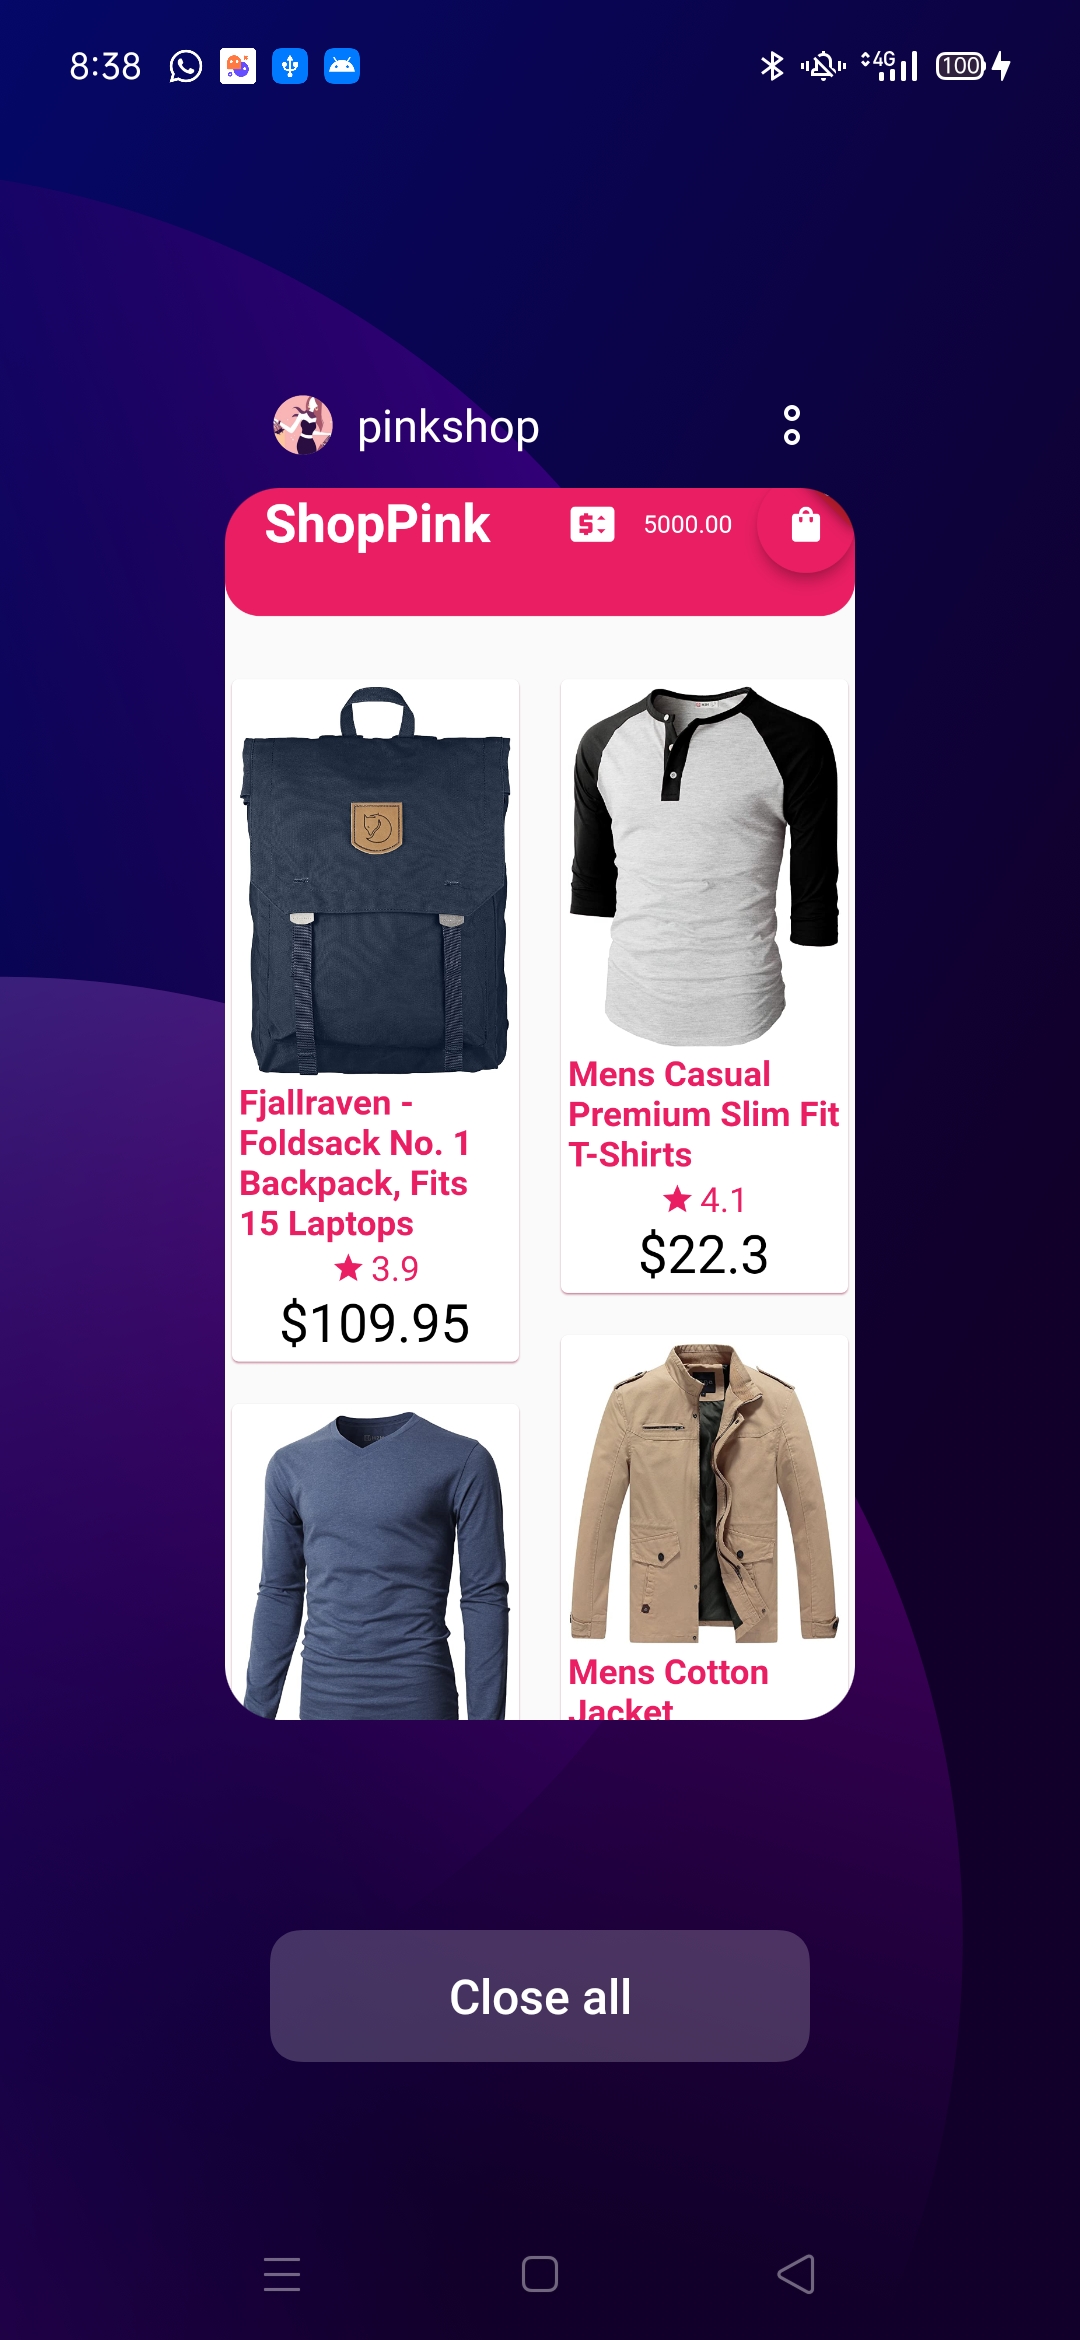 8:38
4G
100
pinkshop
ShopPink
5000.00
Fjallraven -
Foldsack No. 1
Backpack, Fits
15 Laptops
3.9
$109.95
Mens Casual
Premium Slim Fit
T-Shirts
4.1
$22.3
Mens Cotton
Jacket
Close all